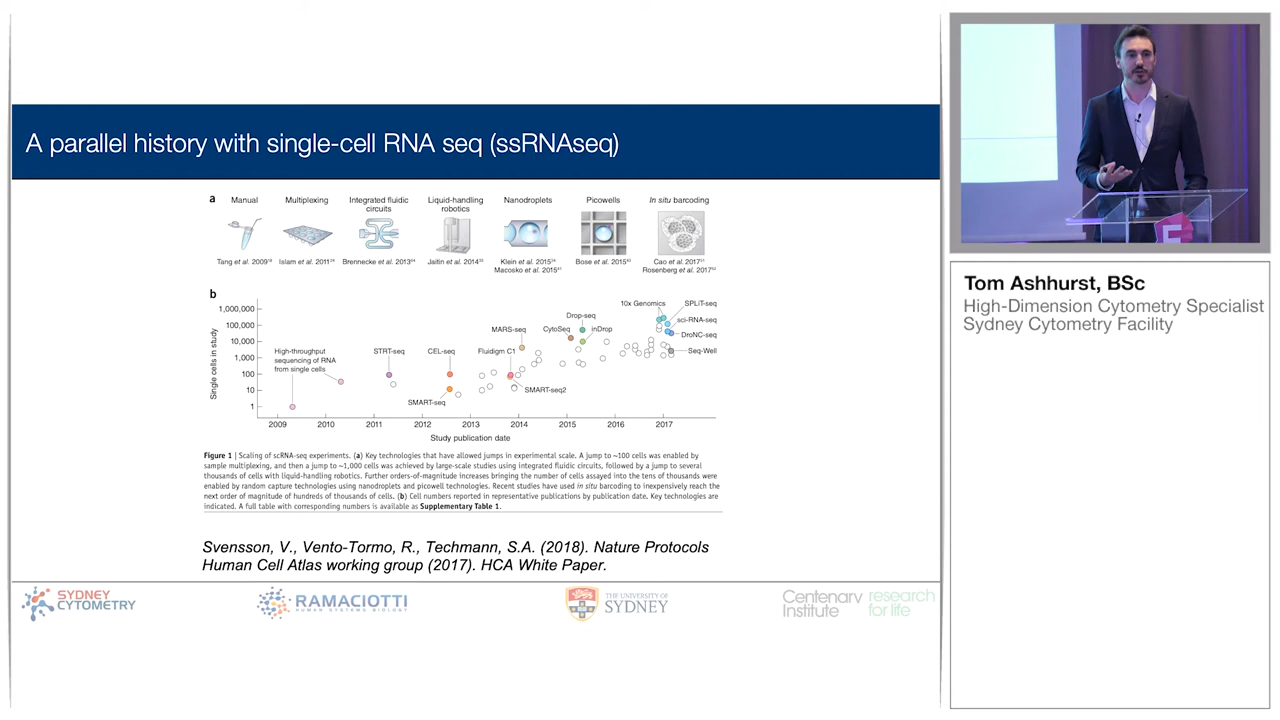 A parallel history with single-cell RNA seq (ssRNAseq)
a
Manual
Multiplexing
Integrated fluidic
circuits
Liquid-handling
robotics
Nanodroplets
Picowells
In situ barcoding
Tang et al. 2009
Islam et al. 2011
Brennecke et al. 2013
Jaitin et al. 2014
Klein et al. 2015
Macosko et al. 2015
Bose et al. 2015
Cao et al. 2017
Rosenberg et al. 2017
b
Single cells in study
1,000,000
100,000
10,000
1,000
100
10
1
High-throughput
sequencing of RNA
from single cells
STRT-seq
CEL-seq
SMART-seq
MARS-seq
Fluidigm C1
SMART-seq2
Drop-seq
CytoSeq
inDrop
10x Genomics
SPLiT-seq
sci-RNA-seq
DroNC-seq
Seq-Well
2009 2010 2011 2012 2013 2014 2015 2016 2017
Study publication date
Figure 1 | Scaling of scRNA-seq experiments. (a) Key technologies that have allowed jumps in experimental scale. A jump to ~100 cells was enabled by
sample multiplexing, and then a jump to ~1,000 cells was achieved by large-scale studies using integrated fluidic circuits, followed by a jump to several
thousands of cells with liquid-handling robotics. Further orders-of-magnitude increases bringing the number of cells assayed into the tens of thousands were
enabled by random capture technologies using nanodroplets and picowell technologies. Recent studies have used in situ barcoding to inexpensively reach the
next order of magnitude of hundreds of thousands of cells. (b) Cell numbers reported in representative publications by publication date. Key technologies are
indicated. A full table with corresponding numbers is available as Supplementary Table 1.
Svensson, V., Vento-Tormo, R., Techmann, S.A. (2018). Nature Protocols
Human Cell Atlas working group (2017). HCA White Paper.
SYDNEY
CYTOMETRY
RAMACIOTTI
HUMAN SYSTEMS BIOLOGY
THE UNIVERSITY OF
SYDNEY
Centenary
Institute
research
for life
Tom Ashhurst, BSc
High-Dimension Cytometry Specialist
Sydney Cytometry Facility